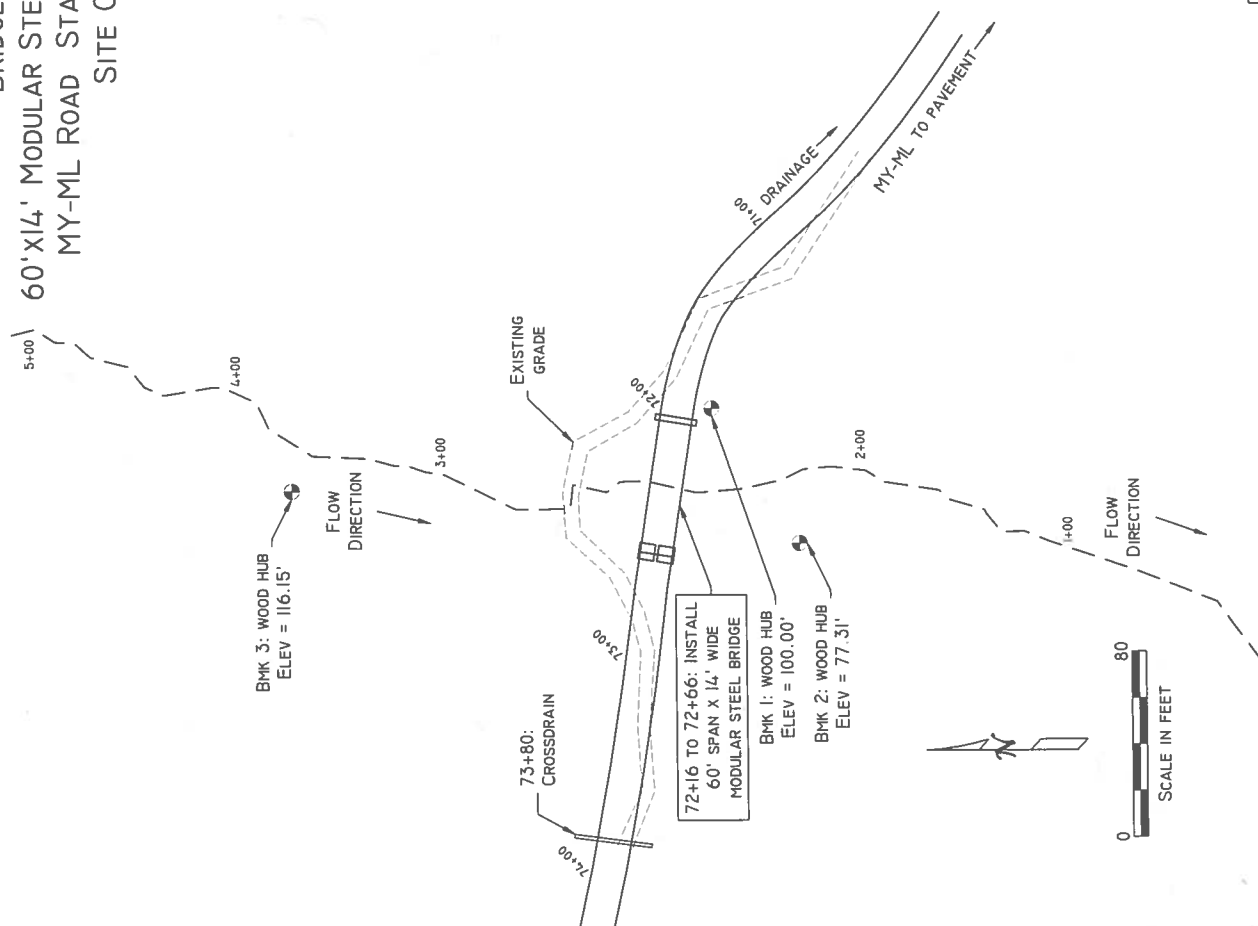 60'X14' MODULAR STE
MY-ML ROAD STA
SITE
5+00
4+00
EXISTING
GRADE
3+00
BMK 3: WOOD HUB
ELEV = 116.15'
FLOW
DIRECTION
71+00
DRAINAGE
MY-ML TO PAVEMENT
72+00
2+00
73+00
73+80:
CROSSDRAIN
74+00
72+16 TO 72+66: INSTALL
60' SPAN X 14' WIDE
MODULAR STEEL BRIDGE
BMK 1: WOOD HUB
ELEV = 100.00'
BMK 2: WOOD HUB
ELEV = 77.31'
1+00
FLOW
DIRECTION
N
0
80
SCALE IN FEET